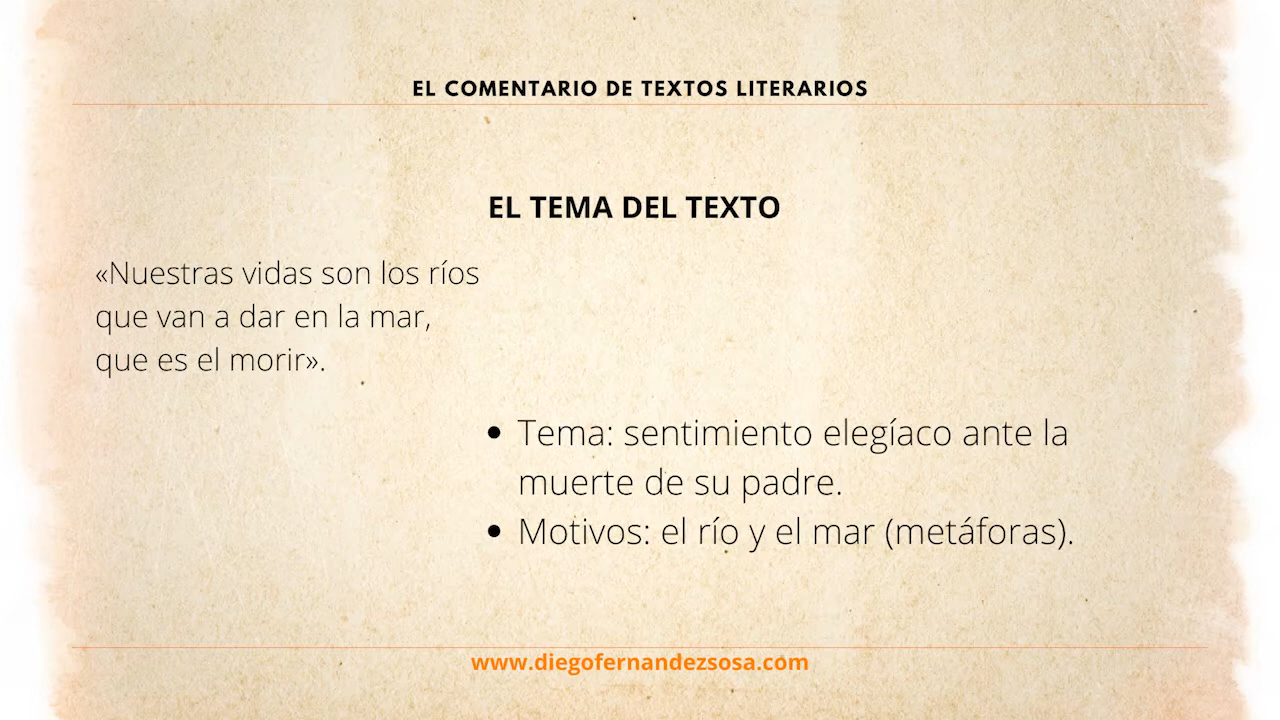 EL COMENTARIO DE TEXTOS LITERARIOS
EL TEMA DEL TEXTO
«Nuestras vidas son los ríos
que van a dar en la mar,
que es el morir».
• Tema: sentimiento elegíaco ante la
muerte de su padre.
• Motivos: el río y el mar (metáforas).
www.diegofernandezsosa.com